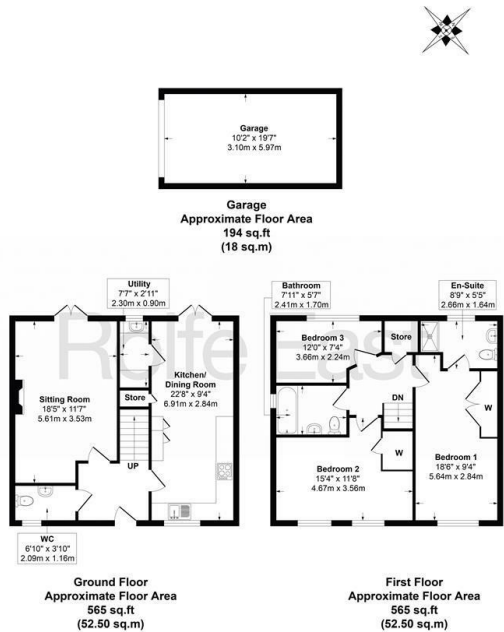 Garage
10'2" x 19'7"
3.10m x 5.97m
Garage
Approximate Floor Area
194 sq.ft
(18 sq.m)
Rolfe East
Utility
7'7" x 2'11"
2.30m x 0.90m
Kitchen/
Dining Room
22'8" x 9'4"
6.91m x 2.84m
Sitting Room
18'5" x 11'7"
5.61m x 3.53m
Store
UP
WC
6'10" x 3'10"
2.09m x 1.16m
Ground Floor
Approximate Floor Area
565 sq.ft
(52.50 sq.m)
Bathroom
7'11" x 5'7"
2.41m x 1.70m
En-Suite
8'9" x 5'5"
2.66m x 1.64m
Bedroom 3
12'0" x 7'4"
3.66m x 2.24m
Store
DN
W
W
Bedroom 1
18'6" x 9'4"
5.64m x 2.84m
Bedroom 2
15'4" x 11'8"
4.67m x 3.56m
First Floor
Approximate Floor Area
565 sq.ft
(52.50 sq.m)